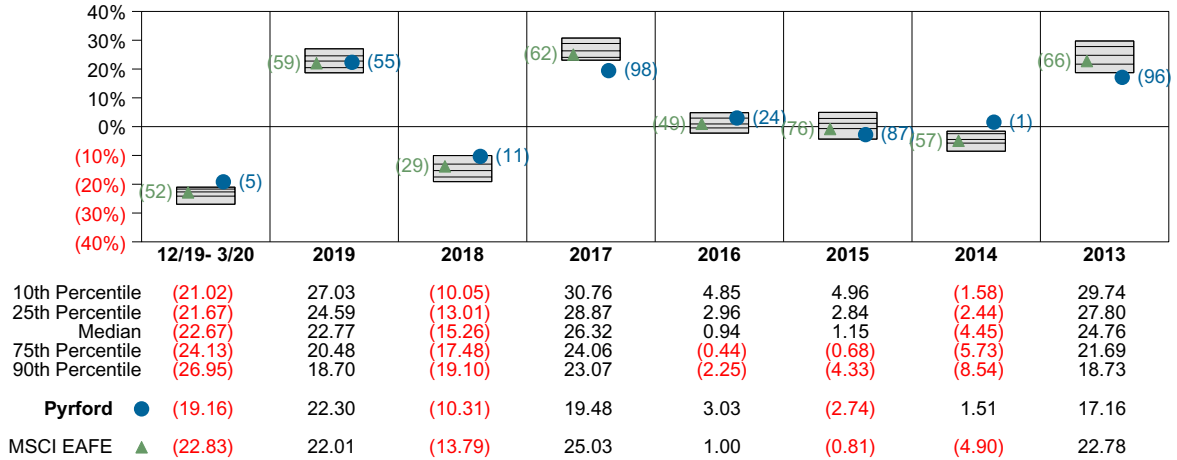 40%
30%
20%
10%
0%
(10%)
(20%)
(30%)
(40%)
(52) (5)
(59) (55)
(29) (11)
(62) (98)
(49) (24)
(76) (87)
(57) (1)
(66) (96)
12/19- 3/20 2019 2018 2017 2016 2015 2014 2013
10th Percentile (21.02) 27.03 (10.05) 30.76 4.85 4.96 (1.58) 29.74
25th Percentile (21.67) 24.59 (13.01) 28.87 2.96 2.84 (2.44) 27.80
Median (22.67) 22.77 (15.26) 26.32 0.94 1.15 (4.45) 24.76
75th Percentile (24.13) 20.48 (17.48) 24.06 (0.44) (0.68) (5.73) 21.69
90th Percentile (26.95) 18.70 (19.10) 23.07 (2.25) (4.33) (8.54) 18.73
Pyrford (19.16) 22.30 (10.31) 19.48 3.03 (2.74) 1.51 17.16
MSCI EAFE (22.83) 22.01 (13.79) 25.03 1.00 (0.81) (4.90) 22.78